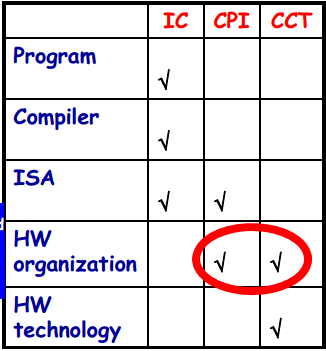 IC CPI CCT
Program √
Compiler √
ISA √ √
HW
organization √ √
HW
technology √